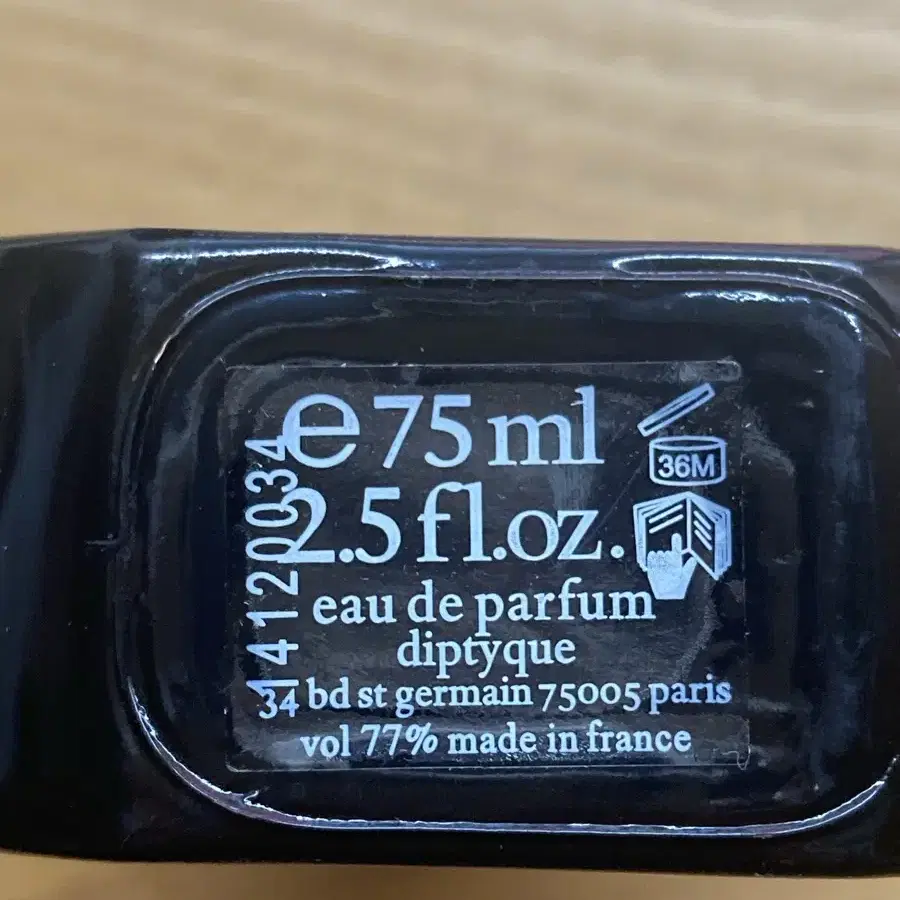 e 75 ml
36M
2.5 fl.oz.
eau de parfum
diptyque
34 bd st germain 75005 paris
vol 77% made in france
14120034